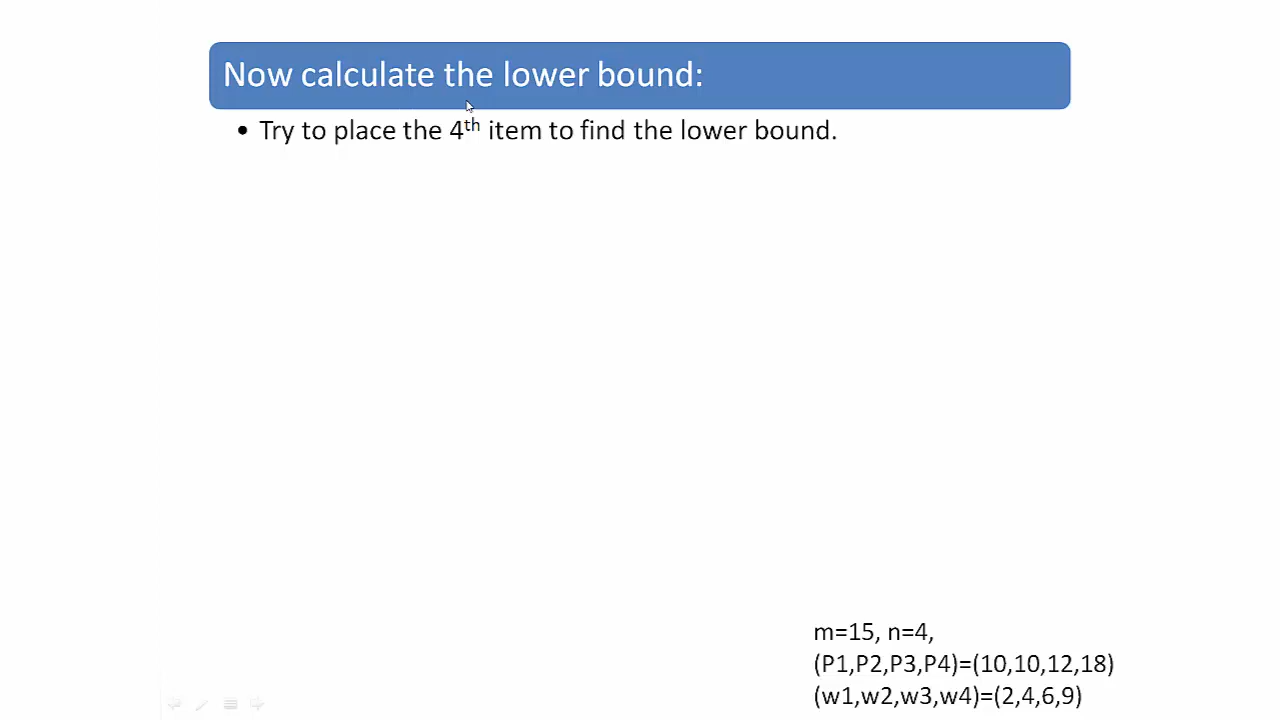 Now calculate the lower bound:
• Try to place the 4th item to find the lower bound.
m=15, n=4,
(P1,P2,P3,P4)=(10,10,12,18)
(w1,w2,w3,w4)=(2,4,6,9)